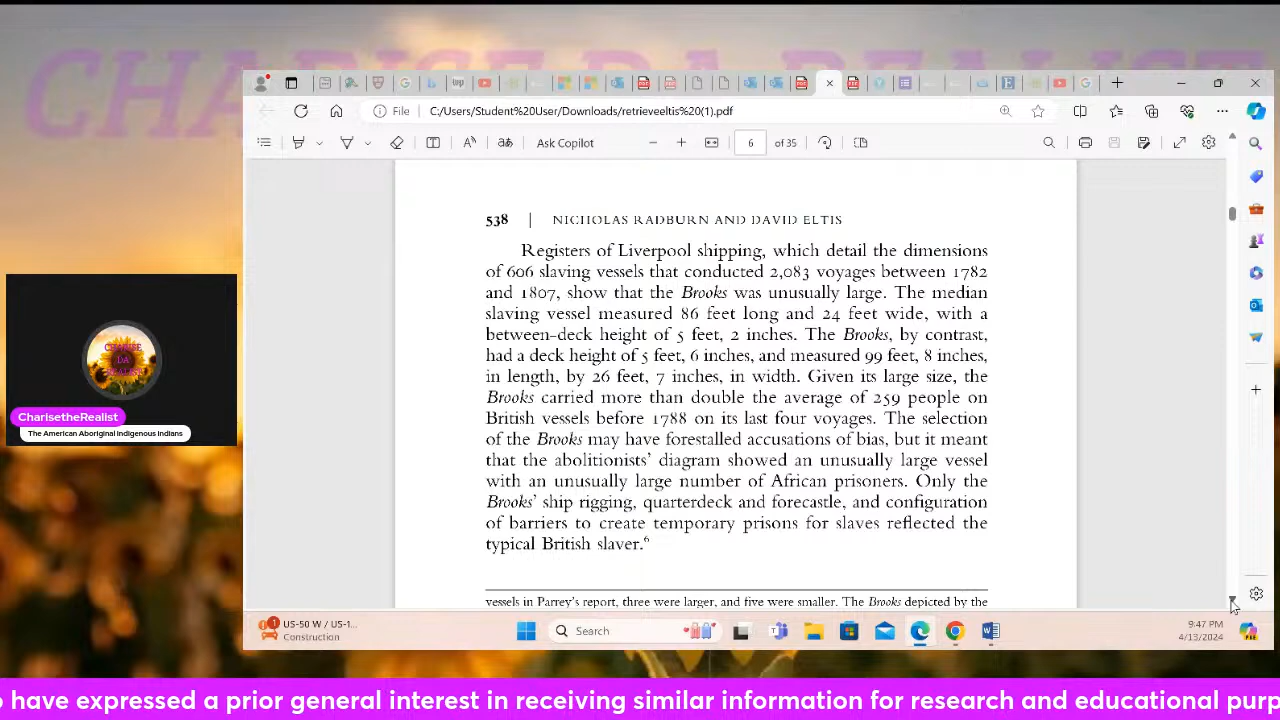 CHARISE DA REALIST
File
C:/Users/Student%20User/Downloads/retrieveeltis%20(1).pdf
Ask Copilot
6 of 35
538 | NICHOLAS RADBURN AND DAVID ELTIS
Registers of Liverpool shipping, which detail the dimensions
of 606 slaving vessels that conducted 2,083 voyages between 1782
and 1807, show that the Brooks was unusually large. The median
slaving vessel measured 86 feet long and 24 feet wide, with a
between-deck height of 5 feet, 2 inches. The Brooks, by contrast,
had a deck height of 5 feet, 6 inches, and measured 99 feet, 8 inches,
in length, by 26 feet, 7 inches, in width. Given its large size, the
Brooks carried more than double the average of 259 people on
British vessels before 1788 on its first four voyages. The selection
of the Brooks may have forestalled accusations of bias, but it meant
that the abolitionists' diagram showed an unusually large vessel
with an unusually large number of African prisoners. Only the
Brooks' ship rigging, quarterdeck and forecastle, and configuration
of barriers to create temporary prisons for slaves reflected the
typical British slaver.6
vessels in Parrey's report, three were larger, and five were smaller. The Brooks depicted by the
CHARISE
DA
REALIST
CharisetheRealist
The American Aboriginal Indigenous Indians
1
US-50 W / US-1...
Construction
Search
9:47 PM
4/13/2024
o have expressed a prior general interest in receiving similar information for research and educational purp